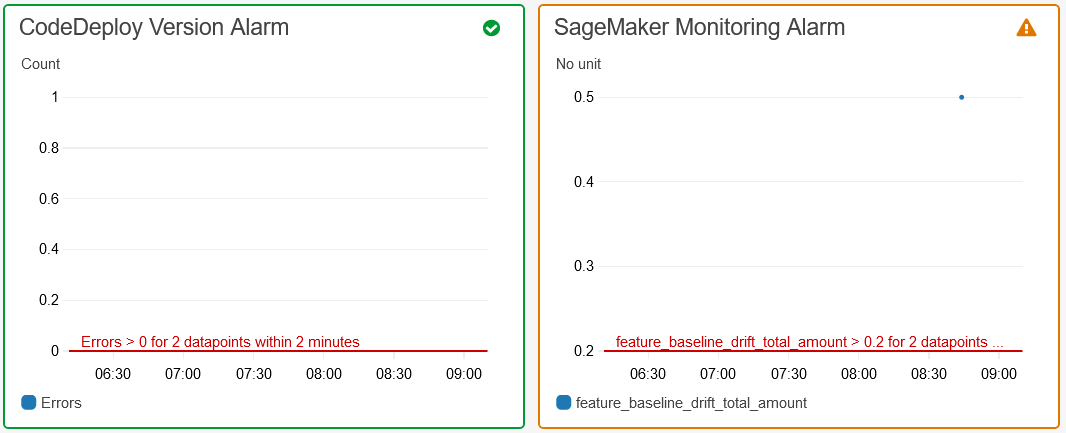 CodeDeploy Version Alarm
Count
1
0.8
0.6
0.4
0.2
0
Errors > 0 for 2 datapoints within 2 minutes
06:30 07:00 07:30 08:00 08:30 09:00
Errors
SageMaker Monitoring Alarm
No unit
0.5
0.4
0.3
0.2
feature_baseline_drift_total_amount > 0.2 for 2 datapoints ...
06:30 07:00 07:30 08:00 08:30 09:00
feature_baseline_drift_total_amount